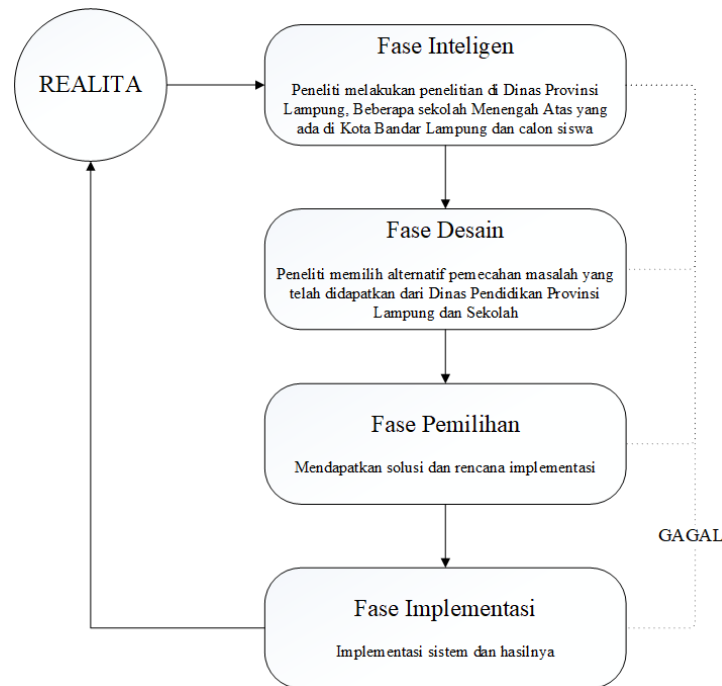 REALITA
Fase Inteligen
Peneliti melakukan penelitian di Dinas Provinsi
Lampung, Beberapa sekolah Menengah Atas yang
ada di Kota Bandar Lampung dan calon siswa
Fase Desain
Peneliti memilih alternatif pemecahan masalah yang
telah didapatkan dari Dinas Pendidikan Provinsi
Lampung dan Sekolah
Fase Pemilihan
Mendapatkan solusi dan rencana implementasi
GAGAL
Fase Implementasi
Implementasi sistem dan hasilnya